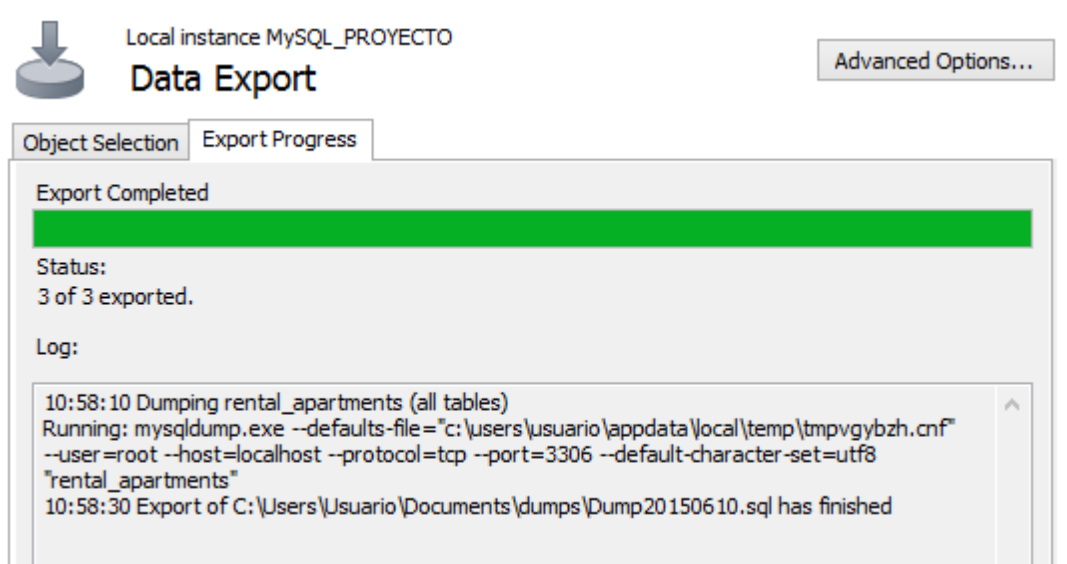 Local instance MySQL_PROYECTO
Data Export
Advanced Options...
Object Selection
Export Progress
Export Completed
Status:
3 of 3 exported.
Log:
10:58:10 Dumping rental_apartments (all tables)
Running: mysqldump.exe --defaults-file="c:\users\usuario\appdata\local\temp\tmpvgybzh.cnf"
--user=root --host=localhost --protocol=tcp --port=3306 --default-character-set=utf8
"rental_apartments"
10:58:30 Export of C:\Users\Usuario\Documents\dumps\Dump20150610.sql has finished